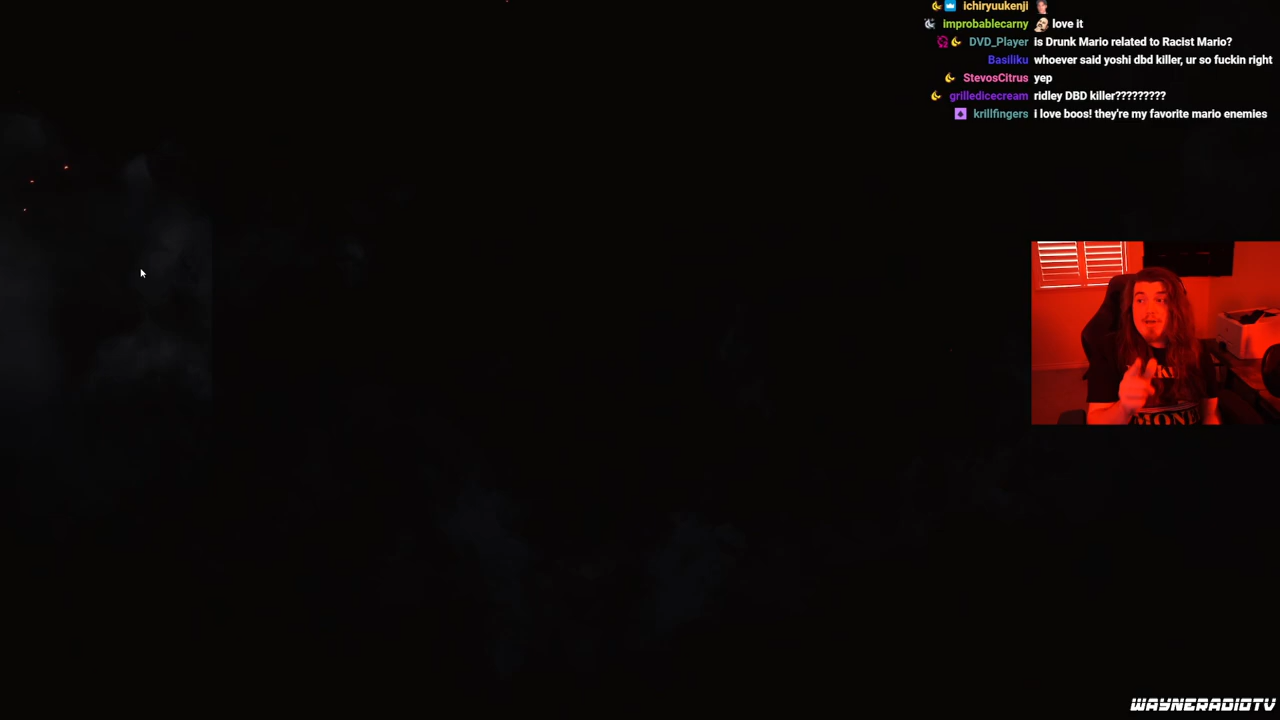 ichiryuukenji
improbablecarny love it
DVD_Player is Drunk Mario related to Racist Mario?
Basiliku whoever said yoshi dbd killer, ur so fuckin right
StevosCitrus yep
grilledicecream ridley DBD killer?????????
krillfingers i love boos! they're my favorite mario enemies
MONE
WAYNERADIOTV